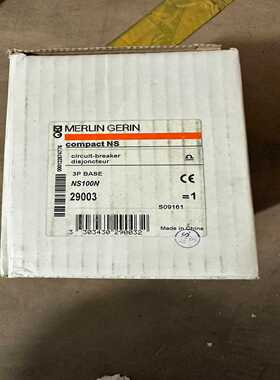 MERLIN GERIN
compact NS
circuit-breaker
disjoncteur
3P BASE
NS100N
29003
=1
S09161
Made in China
3 303430 290032